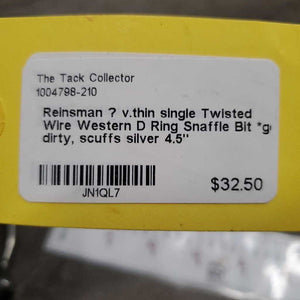 The Tack Collector
1004798-210
Reinsman ? v.thin single Twisted
Wire Western D Ring Snaffle Bit
dirty, scuffs silver 4.5"
JN1QL7
$32.50